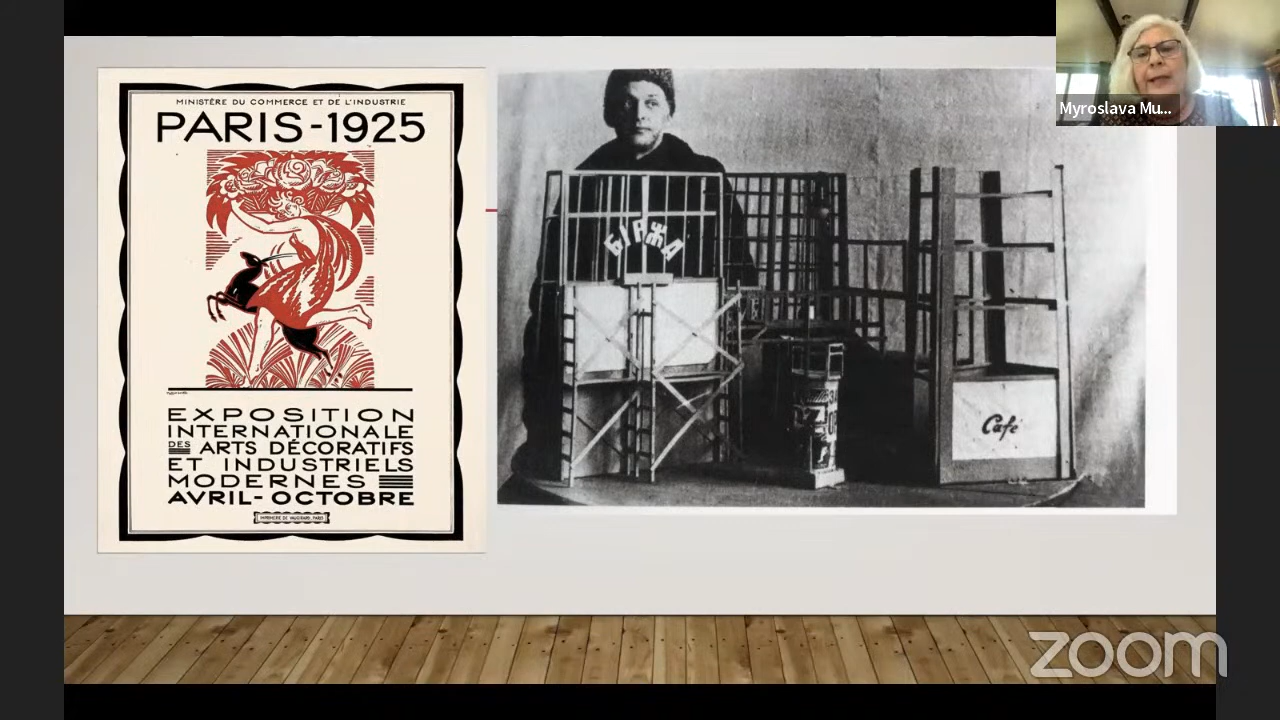 MINISTÈRE DU COMMERCE ET DE L'INDUSTRIE
PARIS-1925
EXPOSITION
INTERNATIONALE
DES ARTS DÉCORATIFS
ET INDUSTRIELS
MODERNES
AVRIL-OCTOBRE
БІРЖА
Café
Myroslava Mu...
zoom